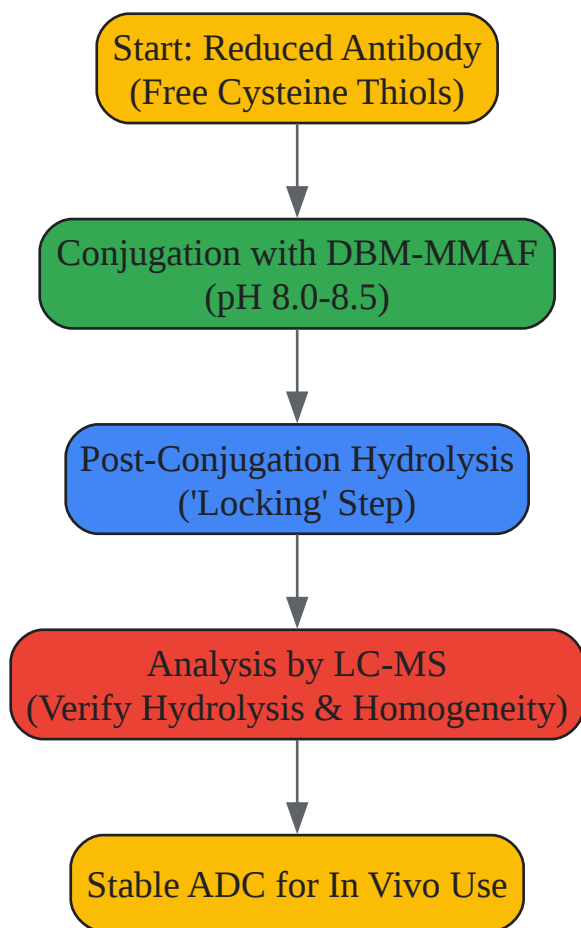 Start: Reduced Antibody
(Free Cysteine Thiols)
Conjugation with DBM-MMAF
(pH 8.0-8.5)
Post-Conjugation Hydrolysis
('Locking' Step)
Analysis by LC-MS
(Verify Hydrolysis & Homogeneity)
Stable ADC for In Vivo Use